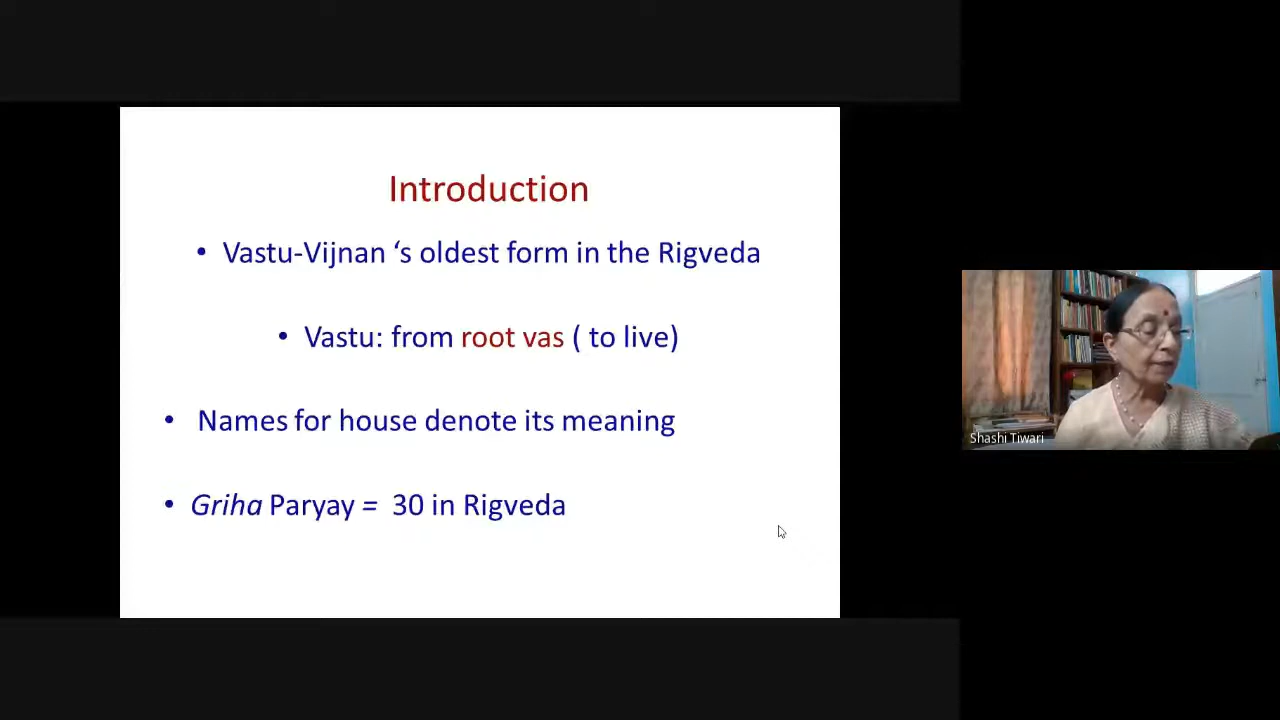 Introduction
• Vastu-Vijnan ‘s oldest form in the Rigveda
• Vastu: from root vas ( to live)
• Names for house denote its meaning
• Griha Paryay = 30 in Rigveda
Shashi Tiwari